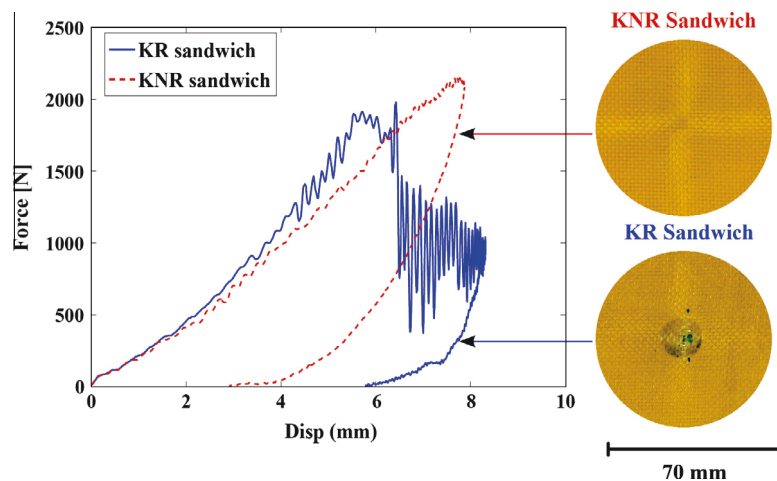 KNR Sandwich
2500
KR sandwich
KNR sandwich
2000
1500
KR Sandwich
1000
500
0
0 2 4 6 8 10
Force [N]
Disp (mm)
70 mm